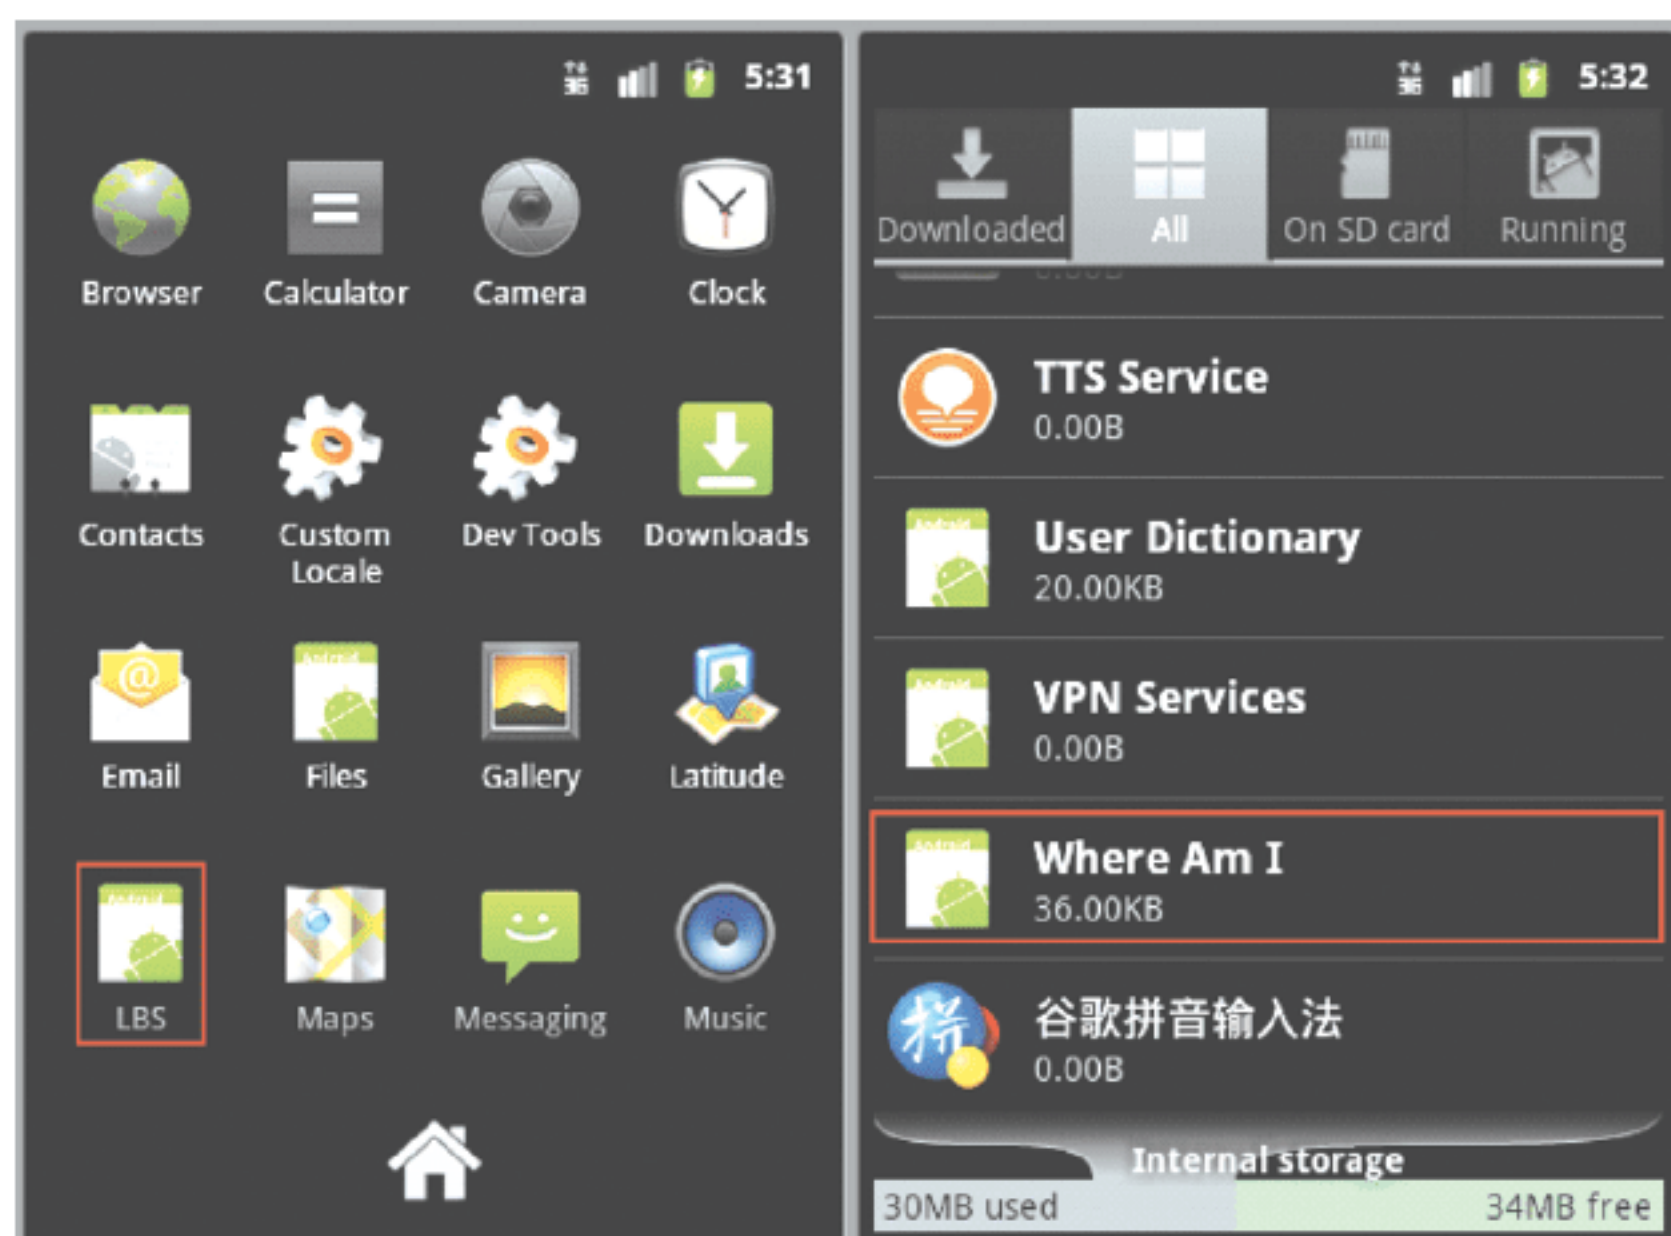 5:31
Browser
Calculator
Camera
Clock
Contacts
Custom Locale
Dev Tools
Downloads
Email
Files
Gallery
Latitude
LBS
Maps
Messaging
Music
5:32
Downloaded
All
On SD card
Running
0.00B
TTS Service
0.00B
User Dictionary
20.00KB
VPN Services
0.00B
Where Am I
36.00KB
谷歌拼音输入法
0.00B
Internal storage
30MB used
34MB free